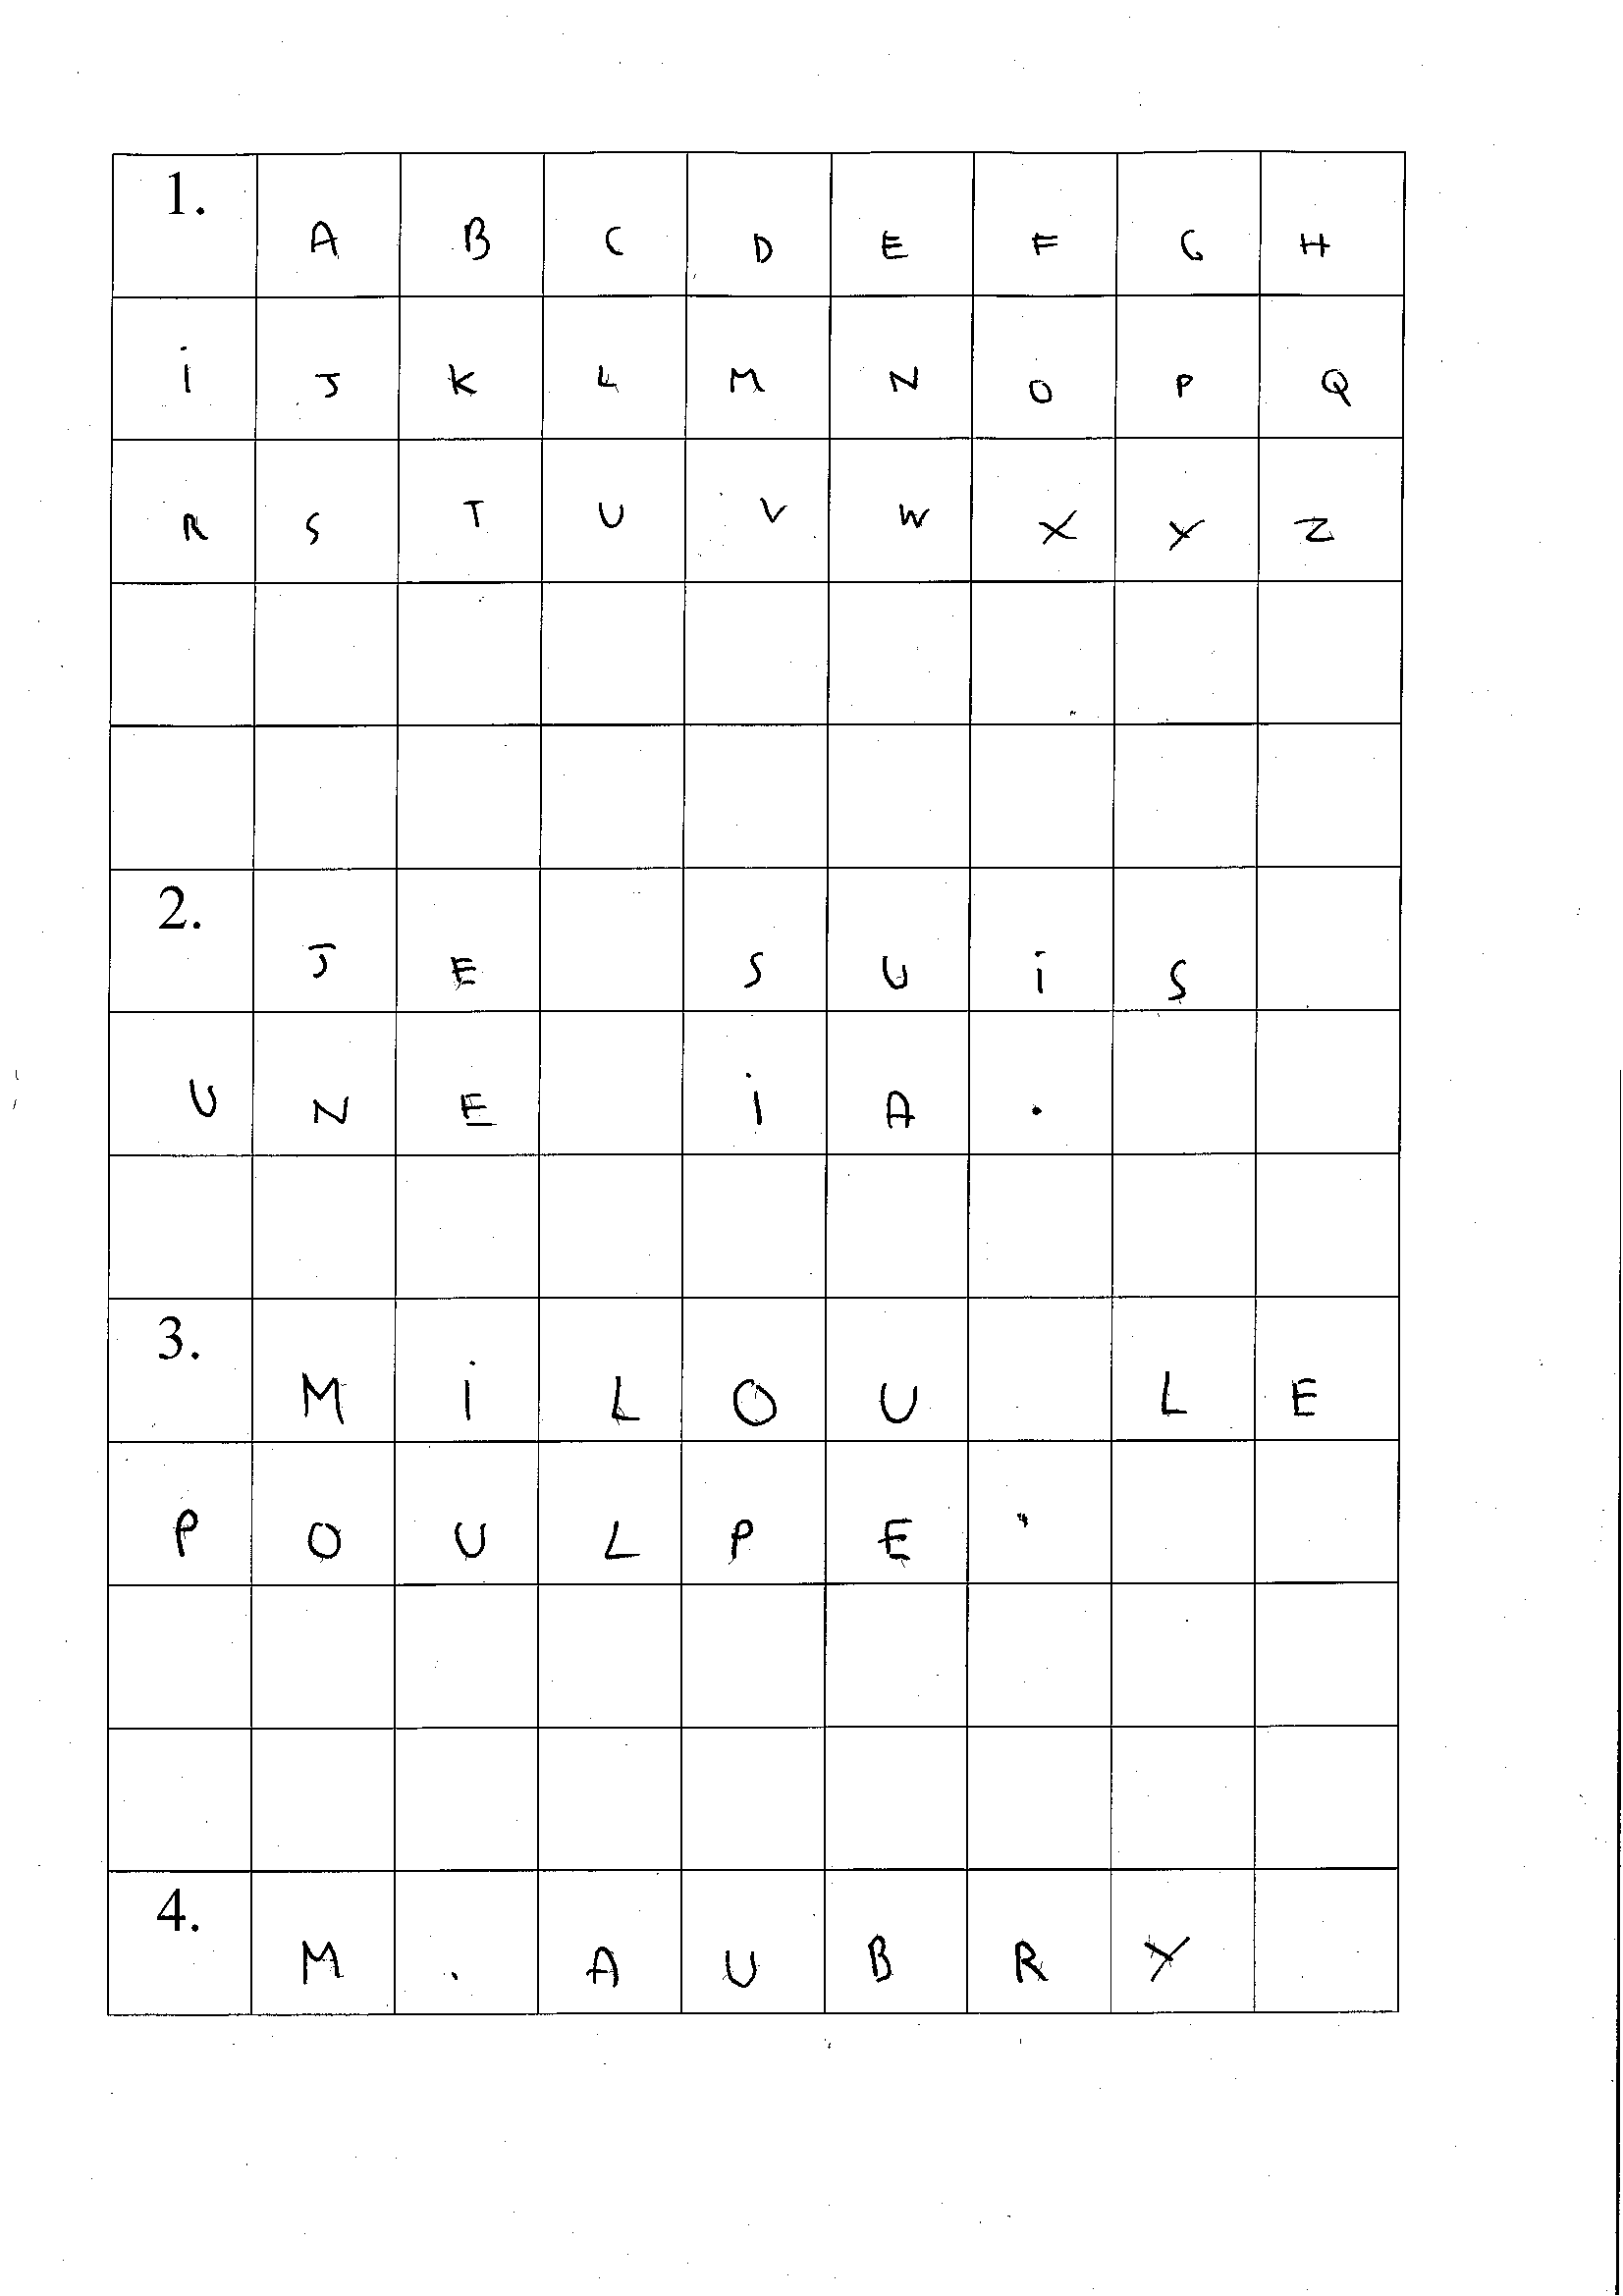 1. A B C D E F G H
i J K L M N O P Q
R S T U V W X Y Z
2. J E S U i S
U N E i A .
3. M i L O U L E
P O U L P E .
4. M . A U B R Y